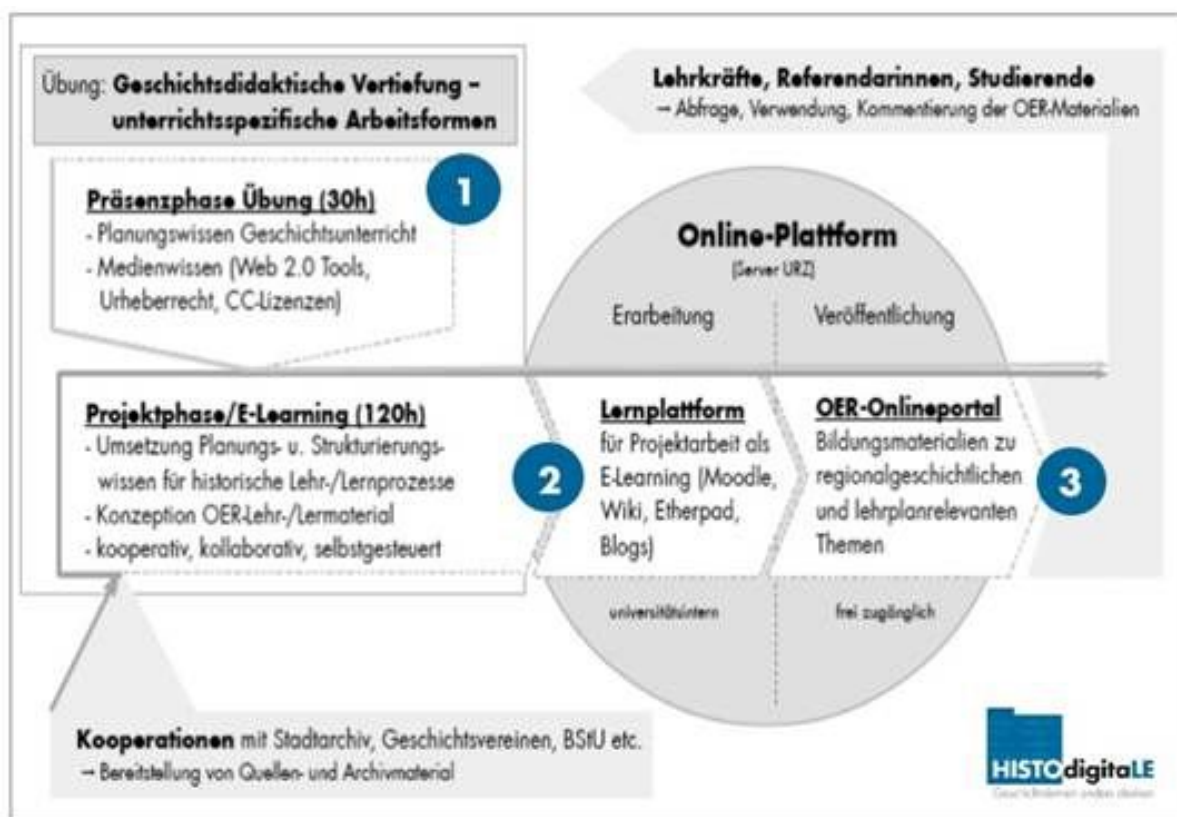 Übung: Geschichtsdidaktische Vertiefung –
unterrichtsspezifische Arbeitsformen
Lehrkräfte, Referendarinnen, Studierende
→ Abfrage, Verwendung, Kommentierung der OER-Materialien
1
Präsenzphase Übung (30h)
- Planungswissen Geschichtsunterricht
- Medienwissen (Web 2.0 Tools,
Urheberrecht, CC-Lizenzen)
Online-Plattform
(Server URZ)
Erarbeitung
Veröffentlichung
Projektphase/E-Learning (120h)
- Umsetzung Planungs- u. Strukturierungs-
wissen für historische Lehr-/Lernprozesse
- Konzeption OER-Lehr-/Lermaterial
- kooperativ, kollaborativ, selbstgesteuert
2
Lernplattform
für Projektarbeit als
E-Learning (Moodle,
Wiki, Etherpad,
Blogs)
OER-Onlineportal
Bildungsmaterialien zu
regionalgeschichtlichen
und lehrplanrelevanten
Themen
3
universitätsintern
frei zugänglich
Kooperationen mit Stadtarchiv, Geschichtsvereinen, BStU etc.
→ Bereitstellung von Quellen- und Archivmaterial
HISTOdigitaLE
Geschichtslernen anders denken